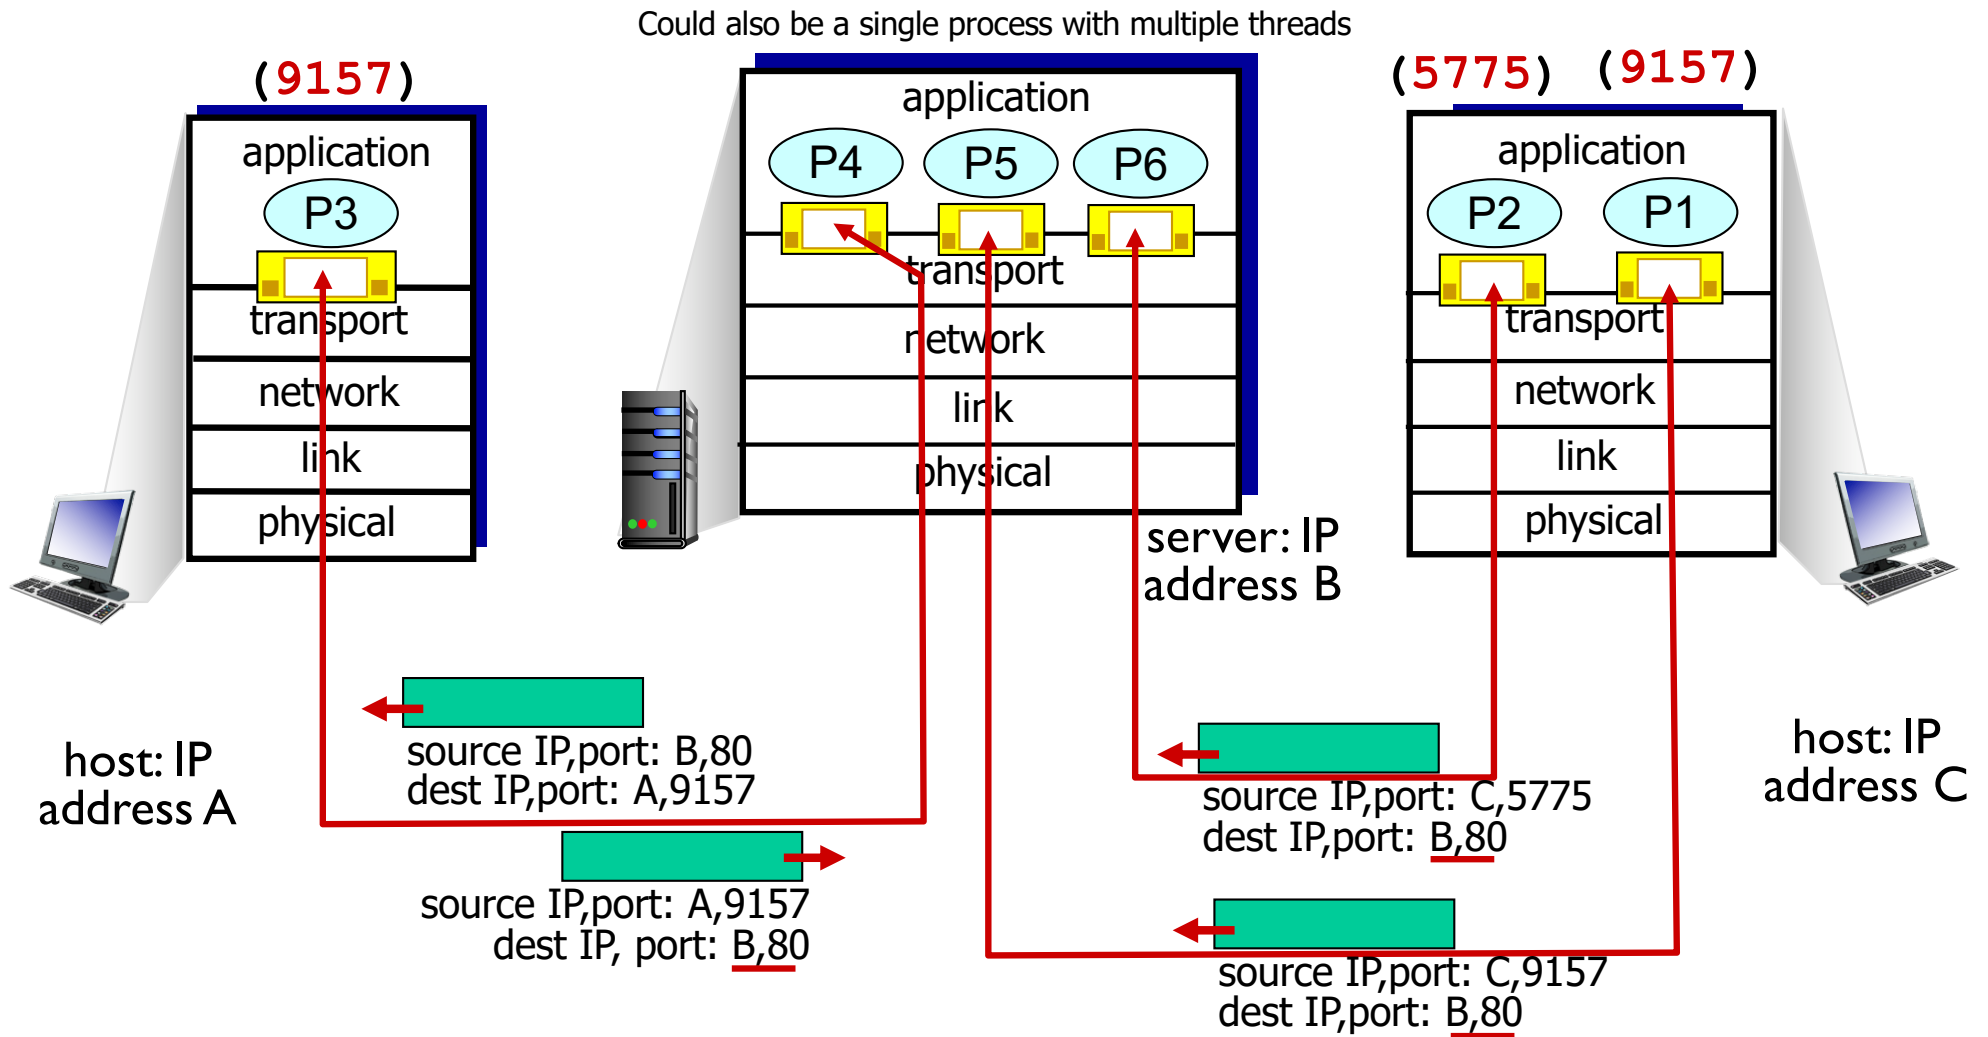 Could also be a single process with multiple threads
(9157)
application
P3
transport
network
link
physical
host: IP
address A
application
P4 P5 P6
transport
network
link
physical
server: IP
address B
(5775) (9157)
application
P2 P1
transport
network
link
physical
host: IP
address C
source IP,port: B,80
dest IP,port: A,9157
source IP,port: A,9157
dest IP, port: B,80
source IP,port: C,5775
dest IP,port: B,80
source IP,port: C,9157
dest IP,port: B,80